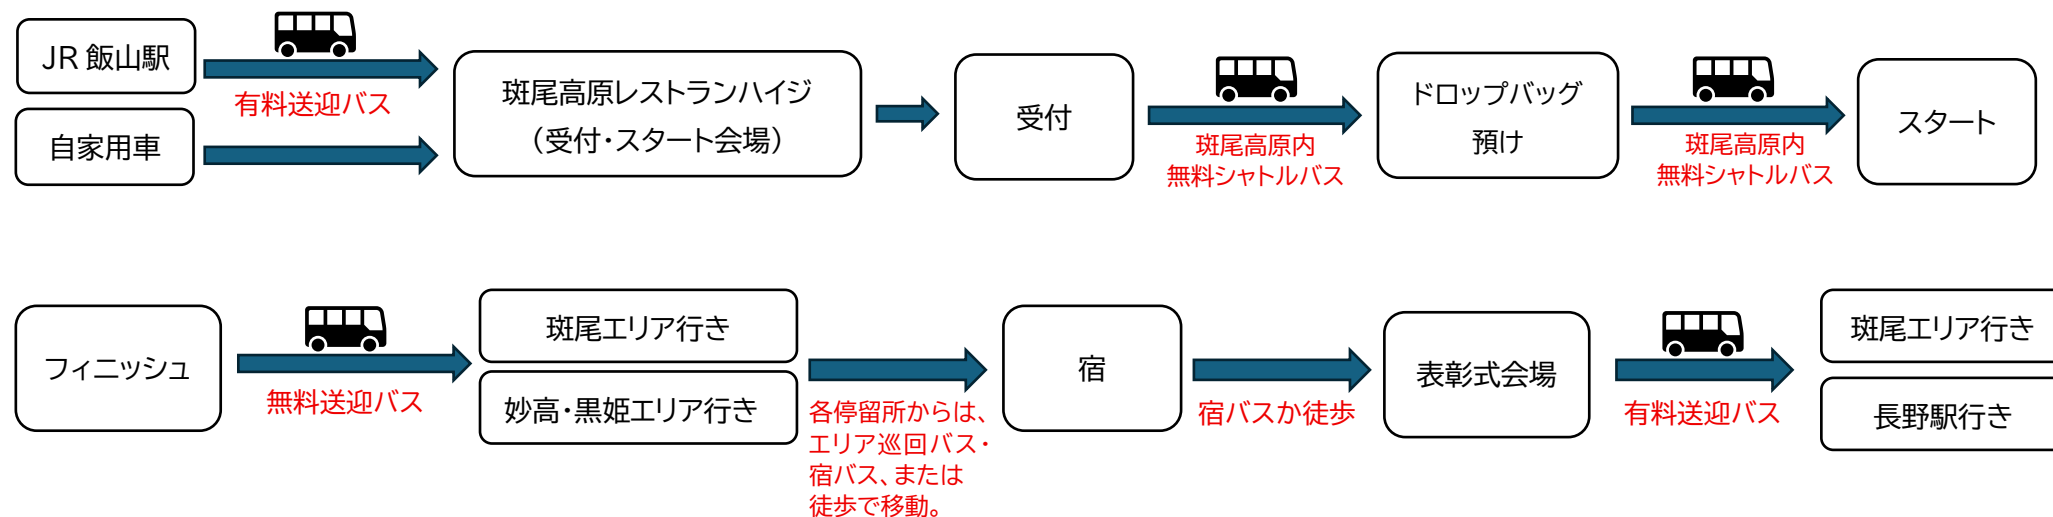 JR 飯山駅
有料送迎バス
自家用車
斑尾高原レストランハイジ
(受付・スタート会場)
受付
斑尾高原内
無料シャトルバス
ドロップバッグ
預け
斑尾高原内
無料シャトルバス
スタート
フィニッシュ
無料送迎バス
斑尾エリア行き
妙高・黒姫エリア行き
各停留所からは、
エリア巡回バス・
宿バス、または
徒歩で移動。
宿
宿バスか徒歩
表彰式会場
有料送迎バス
斑尾エリア行き
長野駅行き